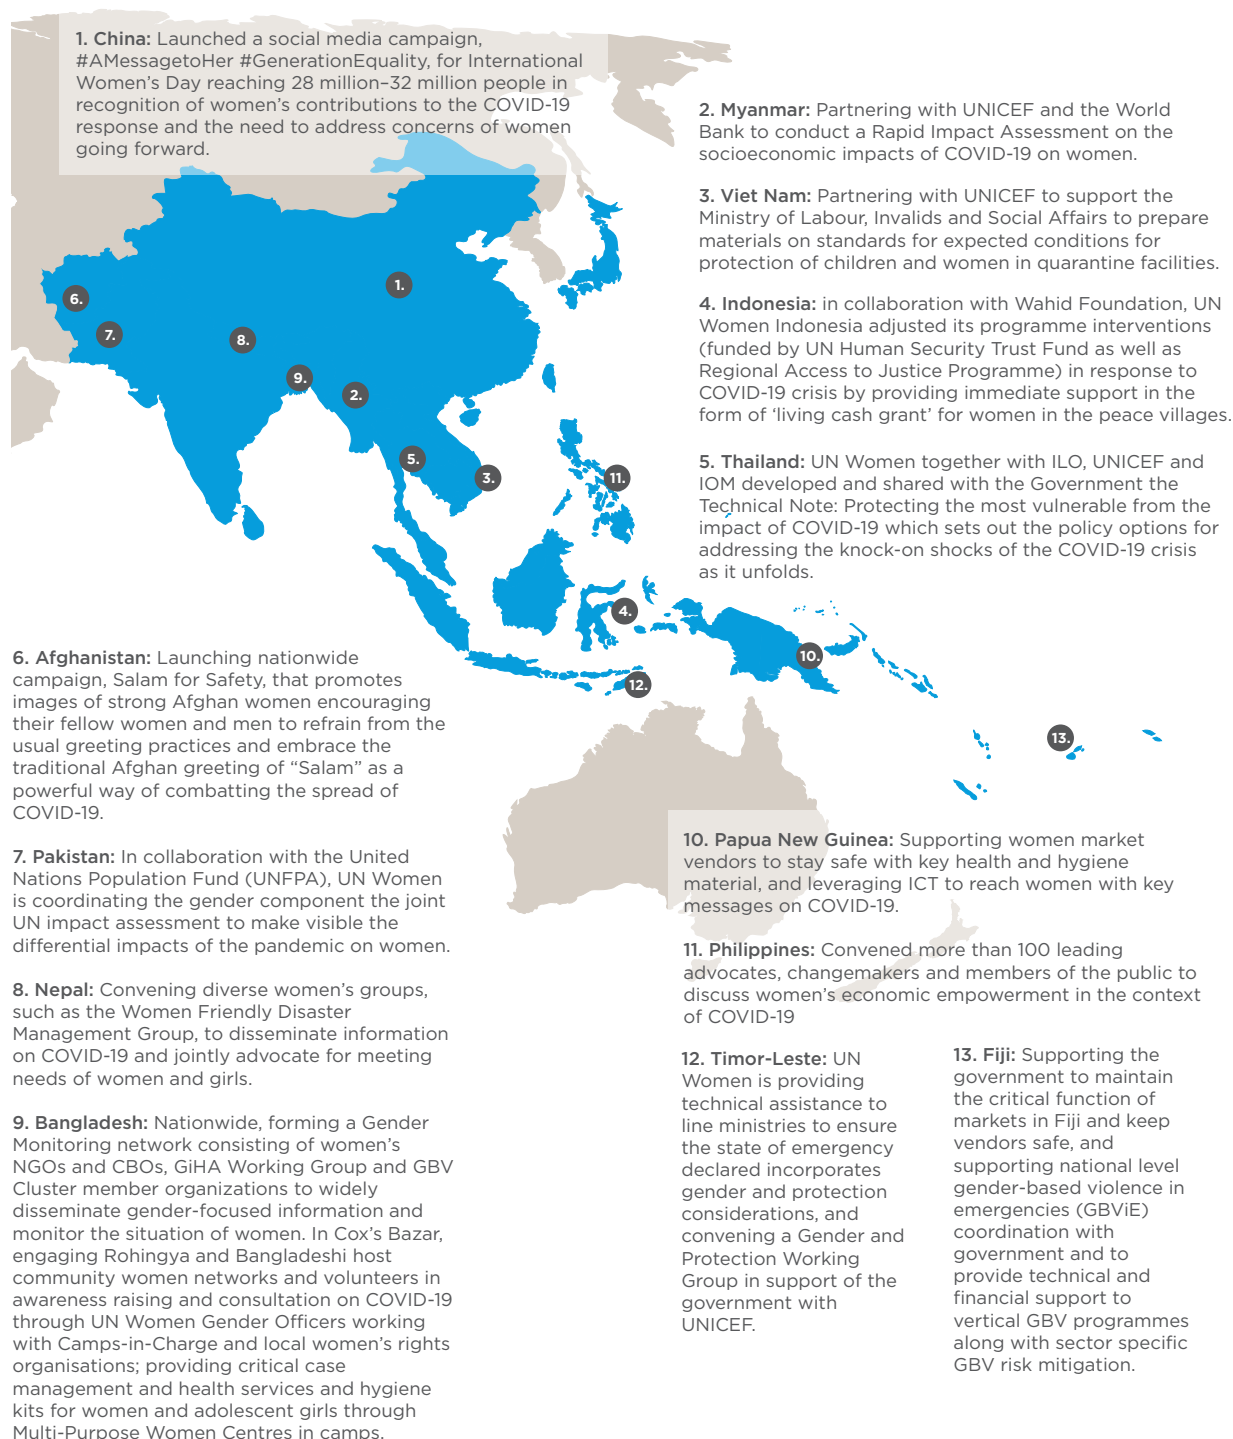 1. China: Launched a social media campaign,
#AMessagetoHer #GenerationEquality, for International
Women’s Day reaching 28 million–32 million people in
recognition of women’s contributions to the COVID-19
response and the need to address concerns of women
going forward.
2. Myanmar: Partnering with UNICEF and the World
Bank to conduct a Rapid Impact Assessment on the
socioeconomic impacts of COVID-19 on women.
3. Viet Nam: Partnering with UNICEF to support the
Ministry of Labour, Invalids and Social Affairs to prepare
materials on standards for expected conditions for
protection of children and women in quarantine facilities.
4. Indonesia: in collaboration with Wahid Foundation, UN
Women Indonesia adjusted its programme interventions
(funded by UN Human Security Trust Fund as well as
Regional Access to Justice Programme) in response to
COVID-19 crisis by providing immediate support in the
form of ‘living cash grant’ for women in the peace villages.
5. Thailand: UN Women together with ILO, UNICEF and
IOM developed and shared with the Government the
Technical Note: Protecting the most vulnerable from the
impact of COVID-19 which sets out the policy options for
addressing the knock-on shocks of the COVID-19 crisis
as it unfolds.
1.
6.
7.
8.
9.
2.
5.
3.
11.
4.
10.
12.
13.
6. Afghanistan: Launching nationwide
campaign, Salam for Safety, that promotes
images of strong Afghan women encouraging
their fellow women and men to refrain from the
usual greeting practices and embrace the
traditional Afghan greeting of “Salam” as a
powerful way of combatting the spread of
COVID-19.
7. Pakistan: In collaboration with the United
Nations Population Fund (UNFPA), UN Women
is coordinating the gender component the joint
UN impact assessment to make visible the
differential impacts of the pandemic on women.
8. Nepal: Convening diverse women’s groups,
such as the Women Friendly Disaster
Management Group, to disseminate information
on COVID-19 and jointly advocate for meeting
needs of women and girls.
9. Bangladesh: Nationwide, forming a Gender
Monitoring network consisting of women’s
NGOs and CBOs, GiHA Working Group and GBV
Cluster member organizations to widely
disseminate gender-focused information and
monitor the situation of women. In Cox’s Bazar,
engaging Rohingya and Bangladeshi host
community women networks and volunteers in
awareness raising and consultation on COVID-19
through UN Women Gender Officers working
with Camps-in-Charge and local women’s rights
organisations; providing critical case
management and health services and hygiene
kits for women and adolescent girls through
Multi-Purpose Women Centres in camps.
10. Papua New Guinea: Supporting women market
vendors to stay safe with key health and hygiene
material, and leveraging ICT to reach women with key
messages on COVID-19.
11. Philippines: Convened more than 100 leading
advocates, changemakers and members of the public to
discuss women’s economic empowerment in the context
of COVID-19
12. Timor-Leste: UN
Women is providing
technical assistance to
line ministries to ensure
the state of emergency
declared incorporates
gender and protection
considerations, and
convening a Gender and
Protection Working
Group in support of the
government with
UNICEF.
13. Fiji: Supporting the
government to maintain
the critical function of
markets in Fiji and keep
vendors safe, and
supporting national level
gender-based violence in
emergencies (GBViE)
coordination with
government and to
provide technical and
financial support to
vertical GBV programmes
along with sector specific
GBV risk mitigation.